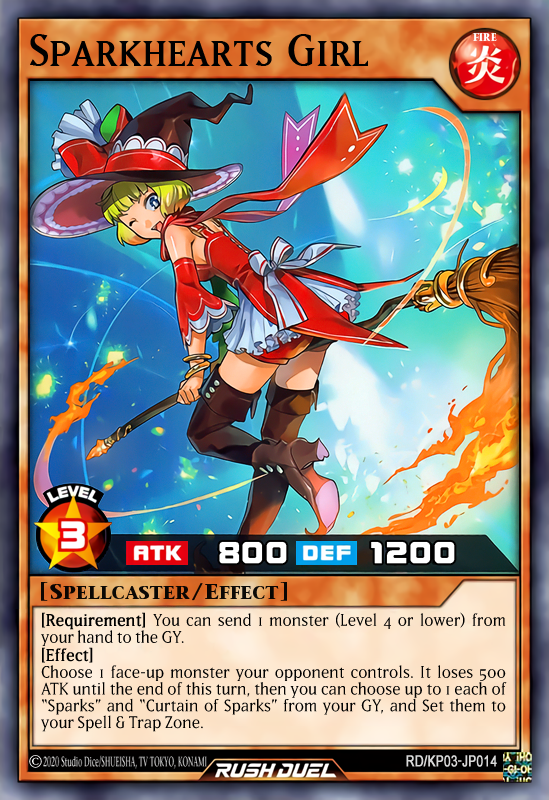 Sparkhearts Girl
FIRE
炎
LEVEL
3
ATK 800 DEF 1200
[Spellcaster/Effect]
[Requirement] You can send 1 monster (Level 4 or lower) from
your hand to the GY.
[Effect]
Choose 1 face-up monster your opponent controls. It loses 500
ATK until the end of this turn, then you can choose up to 1 each of
“Sparks” and “Curtain of Sparks” from your GY, and Set them to
your Spell & Trap Zone.
©2020 Studio Dice/SHUEISHA, TV TOKYO, KONAMI
RUSH DUEL
RD/KP03-JP014